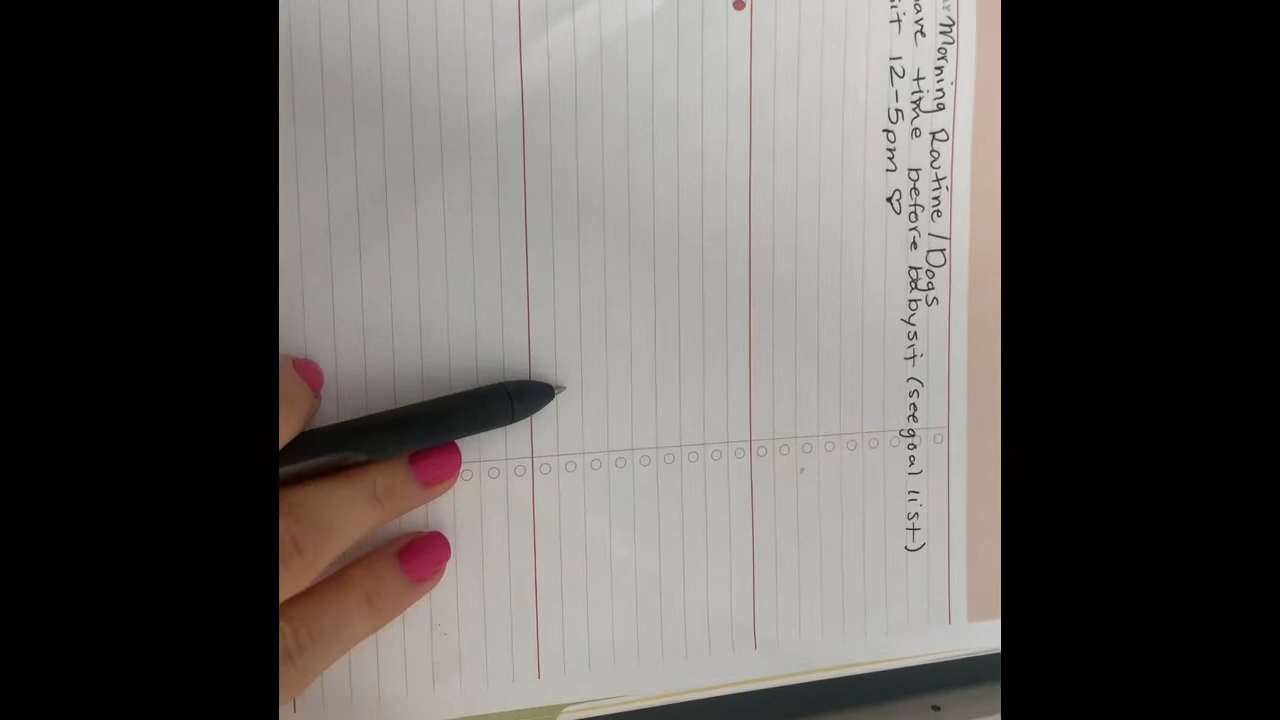 Morning Routine/Dogs
time before babysit (see goal list)
12-5pm ♡